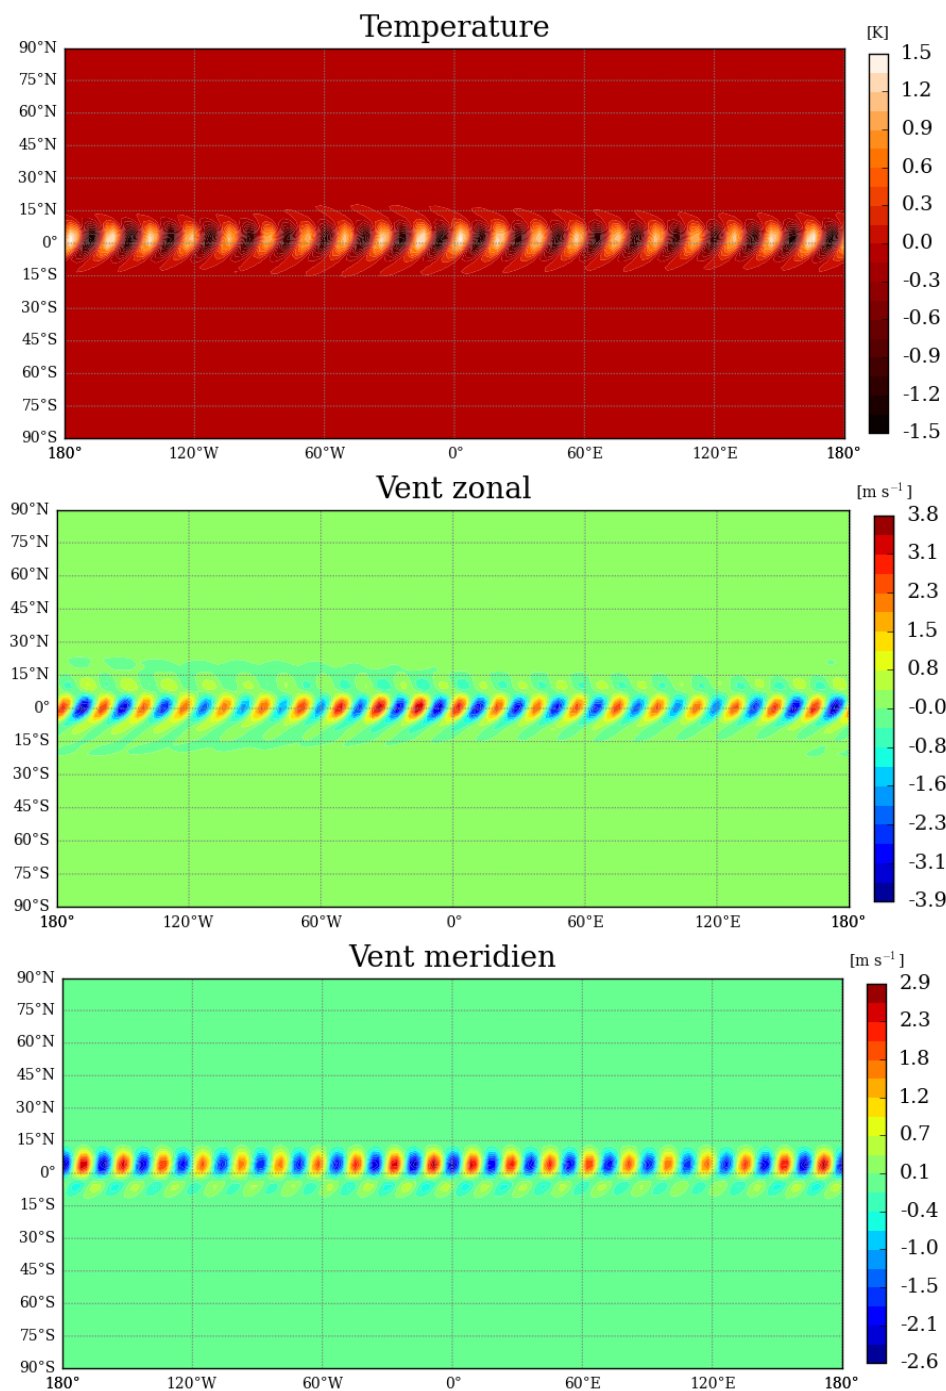 Temperature
[K]
90°N
75°N
60°N
45°N
30°N
15°N
0°
15°S
30°S
45°S
60°S
75°S
90°S
180° 120°W 60°W 0° 60°E 120°E 180°
1.5
1.2
0.9
0.6
0.3
0.0
-0.3
-0.6
-0.9
-1.2
-1.5
Vent zonal
[m s⁻¹]
90°N
75°N
60°N
45°N
30°N
15°N
0°
15°S
30°S
45°S
60°S
75°S
90°S
180° 120°W 60°W 0° 60°E 120°E 180°
3.8
3.1
2.3
1.5
0.8
-0.0
-0.8
-1.6
-2.3
-3.1
-3.9
Vent meridien
[m s⁻¹]
90°N
75°N
60°N
45°N
30°N
15°N
0°
15°S
30°S
45°S
60°S
75°S
90°S
180° 120°W 60°W 0° 60°E 120°E 180°
2.9
2.3
1.8
1.2
0.7
0.1
-0.4
-1.0
-1.5
-2.1
-2.6